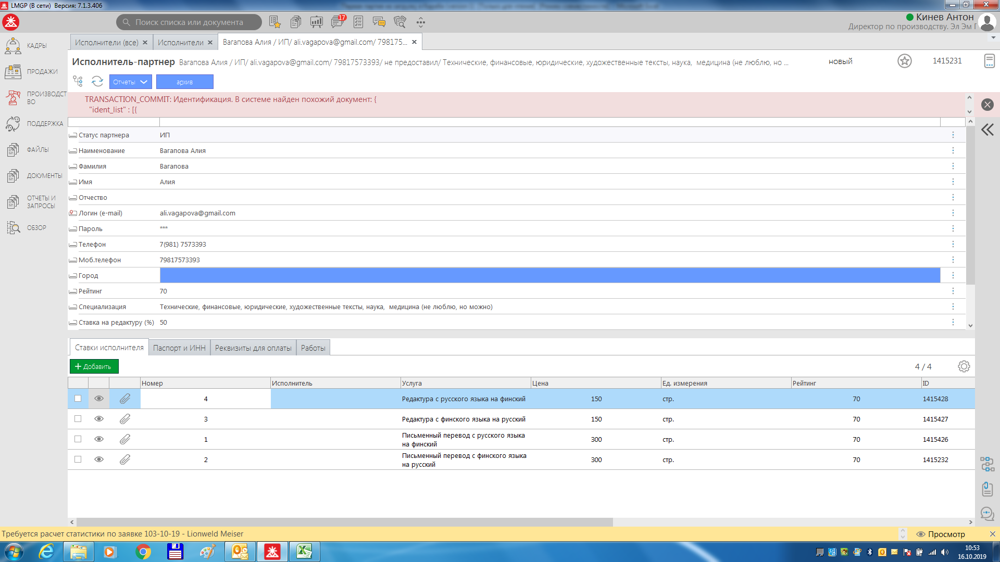 LMGP (В сети)  Версия: 7.1.3.406
Поиск списка или документа
17
Кинев Антон
Директор по производству. Эл Эм Г
КАДРЫ
ПРОДАЖИ
ПРОИЗВОДСТ
ВО
ПОДДЕРЖКА
ФАЙЛЫ
ДОКУМЕНТЫ
ОТЧЕТЫ И
ЗАПРОСЫ
ОБЗОР
Исполнители (все)
Исполнители
Вагапова Алия / ИП/ ali.vagapova@gmail.com/ 798175...
Исполнитель-партнер Вагапова Алия / ИП/ ali.vagapova@gmail.com/ 79817573393/ не предоставил/ Технические, финансовые, юридические, художественные тексты, наука,  медицина (не люблю, но ...
новый
1415231
Отчеты
архив
TRANSACTION_COMMIT: Идентификация. В системе найден похожий документ: {
"ident_list" : [{
Статус партнера ИП
Наименование Вагапова Алия
Фамилия Вагапова
Имя Алия
Отчество
Логин (e-mail) ali.vagapova@gmail.com
Пароль ***
Телефон 7(981) 7573393
Моб.телефон 79817573393
Город
Рейтинг 70
Специализация Технические, финансовые, юридические, художественные тексты, наука,  медицина (не люблю, но можно)
Ставка на редактуру (%) 50
Ставки исполнителя Паспорт и ИНН Реквизиты для оплаты Работы
+ Добавить
4 / 4
Номер Исполнитель Услуга Цена Ед. измерения Рейтинг ID
4 Редактура с русского языка на финский 150 стр. 70 1415428
3 Редактура с финского языка на русский 150 стр. 70 1415427
1 Письменный перевод с русского языка
на финский 300 стр. 70 1415426
2 Письменный перевод с финского языка
на русский 300 стр. 70 1415232
Требуется расчет статистики по заявке 103-10-19 - Lionweld Meiser
Просмотр
10:53
16.10.2019